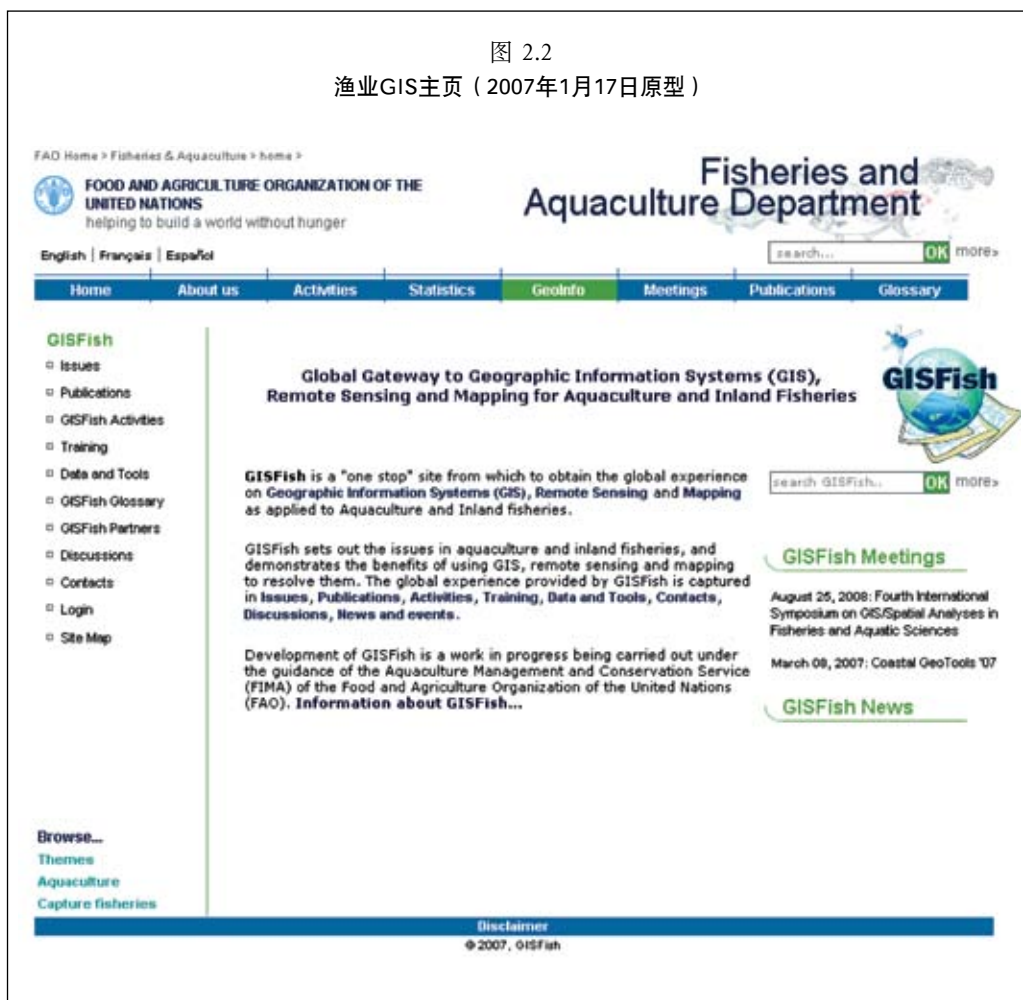 图 2.2
渔业GIS主页（2007年1月17日原型）
FAO Home > Fisheries & Aquaculture > home >
FOOD AND AGRICULTURE ORGANIZATION OF THE
UNITED NATIONS
helping to build a world without hunger
Fisheries and
Aquaculture Department
English | Français | Español
search... OK more»
Home About us Activities Statistics GeoInfo Meetings Publications Glossary
GISFish
Issues
Publications
GISFish Activities
Training
Data and Tools
GISFish Glossary
GISFish Partners
Discussions
Contacts
Login
Site Map
Global Gateway to Geographic Information Systems (GIS),
Remote Sensing and Mapping for Aquaculture and Inland Fisheries
GISFish
GISFish is a "one stop" site from which to obtain the global experience
on Geographic Information Systems (GIS), Remote Sensing and Mapping
as applied to Aquaculture and Inland fisheries.
GISFish sets out the issues in aquaculture and inland fisheries, and
demonstrates the benefits of using GIS, remote sensing and mapping
to resolve them. The global experience provided by GISFish is captured
in Issues, Publications, Activities, Training, Data and Tools, Contacts,
Discussions, News and events.
Development of GISFish is a work in progress being carried out under
the guidance of the Aquaculture Management and Conservation Service
(FIMA) of the Food and Agriculture Organization of the United Nations
(FAO). Information about GISFish...
search GISFish.. OK more»
GISFish Meetings
August 25, 2008: Fourth International
Symposium on GIS/Spatial Analyses in
Fisheries and Aquatic Sciences
March 08, 2007: Coastal GeoTools '07
GISFish News
Browse...
Themes
Aquaculture
Capture fisheries
Disclaimer
© 2007, GISFish